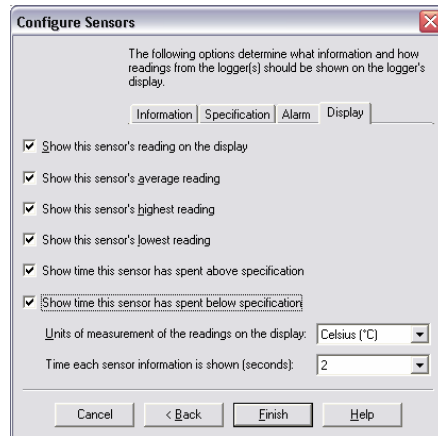 Configure Sensors
The following options determine what information and how
readings from the logger(s) should be shown on the logger's
display.
Information Specification Alarm Display
Show this sensor's reading on the display
Show this sensor's average reading
Show this sensor's highest reading
Show this sensor's lowest reading
Show time this sensor has spent above specification
Show time this sensor has spent below specification
Units of measurement of the readings on the display: Celsius (°C)
Time each sensor information is shown (seconds): 2
Cancel < Back Finish Help